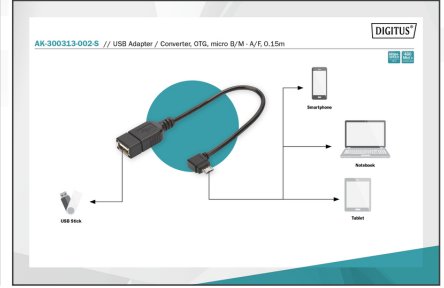 DIGITUS®
AK-300313-002-S // USB Adapter / Converter, OTG, micro B/M - A/F, 0.15m
Smartphone
Notebook
USB Stick
Tablet